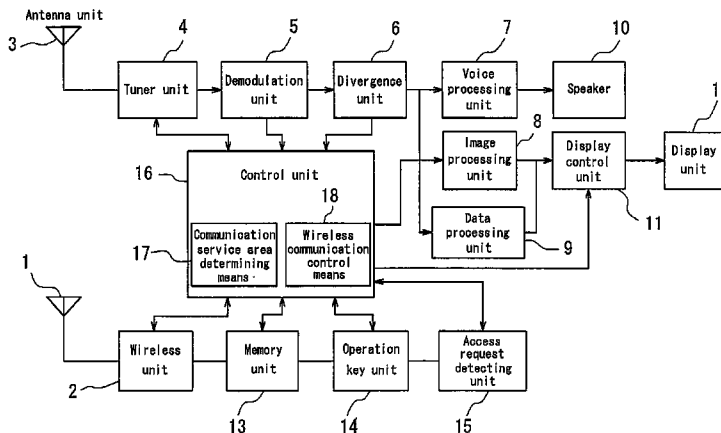 Antenna unit
3
4
5
6
7
10
Tuner unit
Demodulation
unit
Divergence
unit
Voice
processing
unit
Speaker
8
1
16
Control unit
Image
processing
unit
Display
control
unit
Display
unit
11
18
17
Communication
service area
determining
means
Wireless
communication
control
means
Data
processing
unit
9
1
Wireless
unit
Memory
unit
Operation
key unit
Access
request
detecting
unit
2
13
14
15